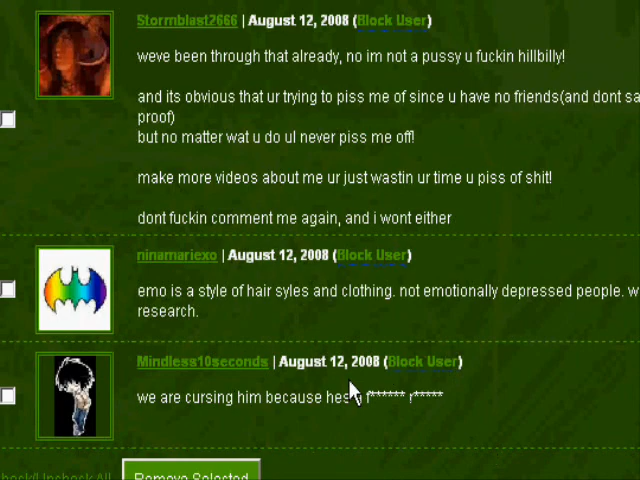 Stormblast2666 | August 12, 2008 (Block User)
weve been through that already, no im not a pussy u fuckin hillbilly!
and its obvious that ur trying to piss me of since u have no friends(and dont sa
proof)
but no matter wat u do ul never piss me off!
make more videos about me ur just wastin ur time u piss of shit!
dont fuckin comment me again, and i wont either
ninamariexo | August 12, 2008 (Block User)
emo is a style of hair syles and clothing. not emotionally depressed people. w
research.
Mindless10seconds | August 12, 2008 (Block User)
we are cursing him because hes f****** r*****
heck/Uncheck All Remove Selected